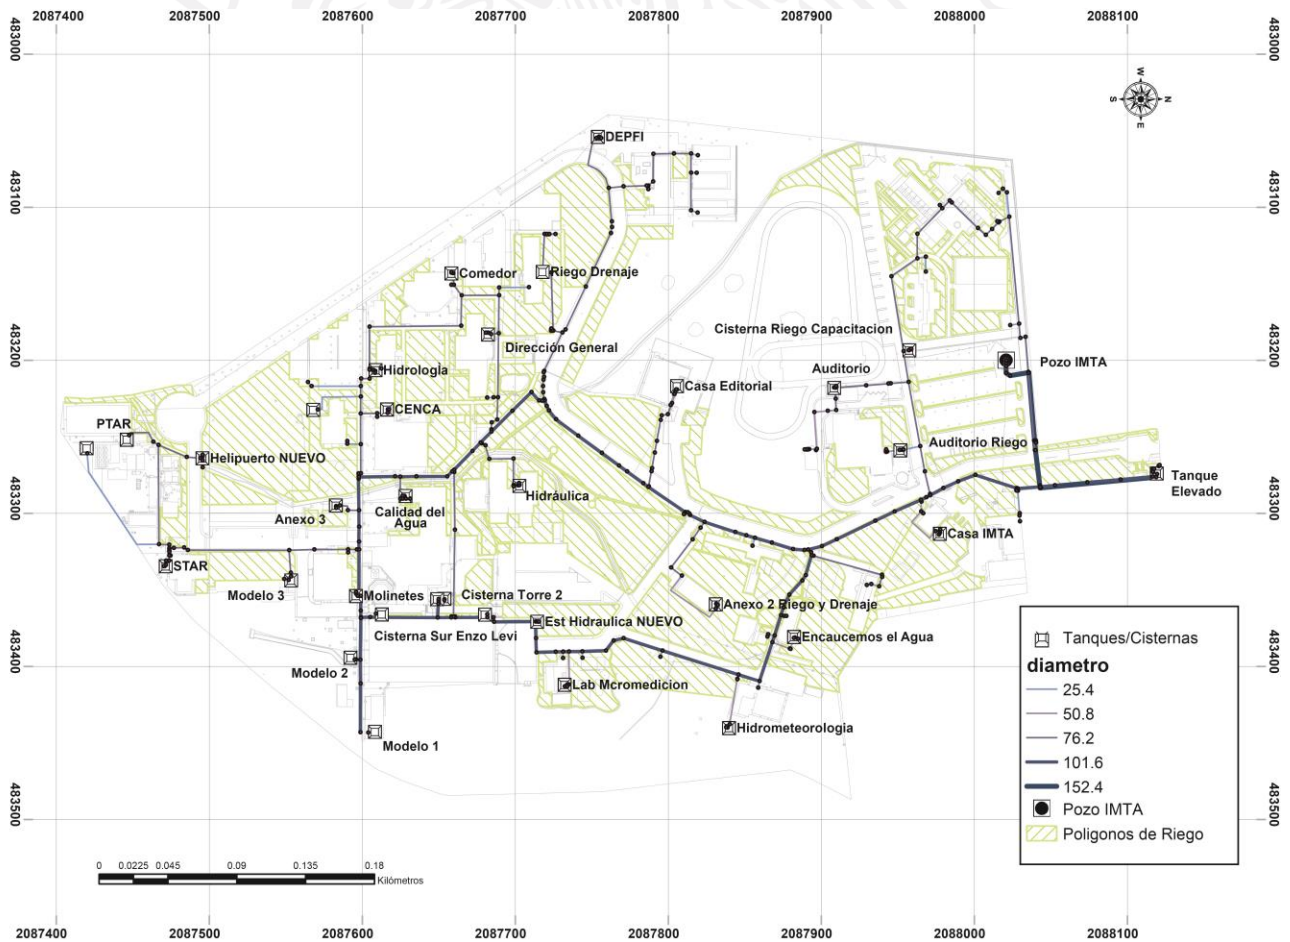 2087400 2087500 2087600 2087700 2087800 2087900 2088000 2088100
483000 483000
W
S N
E
DEPFI
483100 483100
Comedor
Riego Drenaje
Cisterna Riego Capacitacion
483200 483200
Dirección General
Pozo IMTA
Hidrología
Auditorio
Casa Editorial
CENCA
PTAR
Auditorio Riego
Helipuerto NUEVO
Tanque
Elevado
Hidráulica
483300 483300
Anexo 3
Calidad del
Agua
Casa IMTA
STAR
Modelo 3
Molinetes
Cisterna Torre 2
Anexo 2 Riego y Drenaje
Est Hidraulica NUEVO
Cisterna Sur Enzo Levi
Encaucemos el Agua
483400 483400
Modelo 2
Lab Mcromedicion
Hidrometeorologia
Modelo 1
Tanques/Cisternas
diametro
25.4
50.8
76.2
101.6
152.4
Pozo IMTA
Poligonos de Riego
483500 483500
0 0.0225 0.045 0.09 0.135 0.18
Kilómetros
2087400 2087500 2087600 2087700 2087800 2087900 2088000 2088100